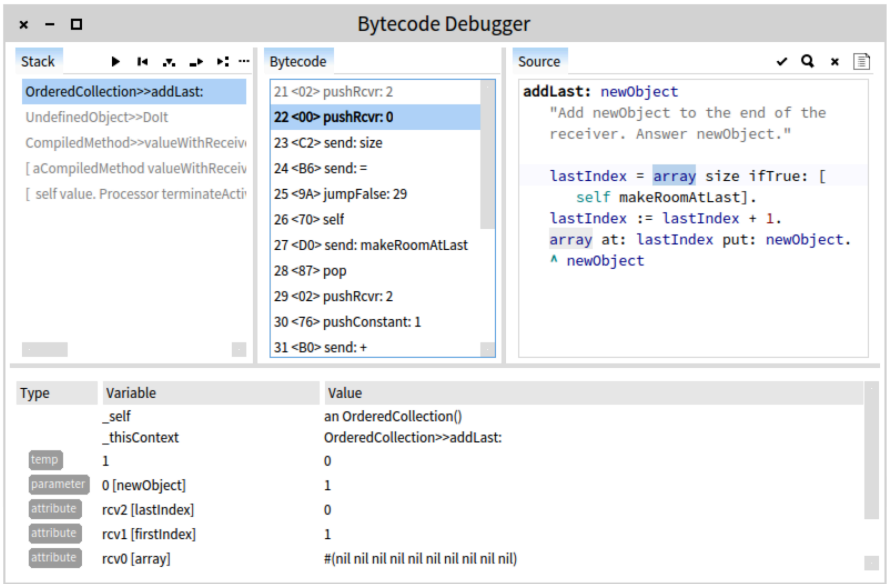 Bytecode Debugger
Stack
OrderedCollection>>addLast:
UndefinedObject>>DoIt
CompiledMethod>>valueWithReceiv
[ aCompiledMethod valueWithReceiv
[ self value. Processor terminateActi
Bytecode
21 <02> pushRcvr: 2
22 <00> pushRcvr: 0
23 <C2> send: size
24 <B6> send: =
25 <9A> jumpFalse: 29
26 <70> self
27 <D0> send: makeRoomAtLast
28 <87> pop
29 <02> pushRcvr: 2
30 <76> pushConstant: 1
31 <B0> send: +
Source
addLast: newObject
"Add newObject to the end of the
receiver. Answer newObject."
lastIndex = array size ifTrue: [
self makeRoomAtLast].
lastIndex := lastIndex + 1.
array at: lastIndex put: newObject.
^ newObject
Type Variable Value
_self an OrderedCollection()
_thisContext OrderedCollection>>addLast:
temp 1 0
parameter 0 [newObject] 1
attribute rcv2 [lastIndex] 0
attribute rcv1 [firstIndex] 1
attribute rcv0 [array] #(nil nil nil nil nil nil nil nil nil nil)